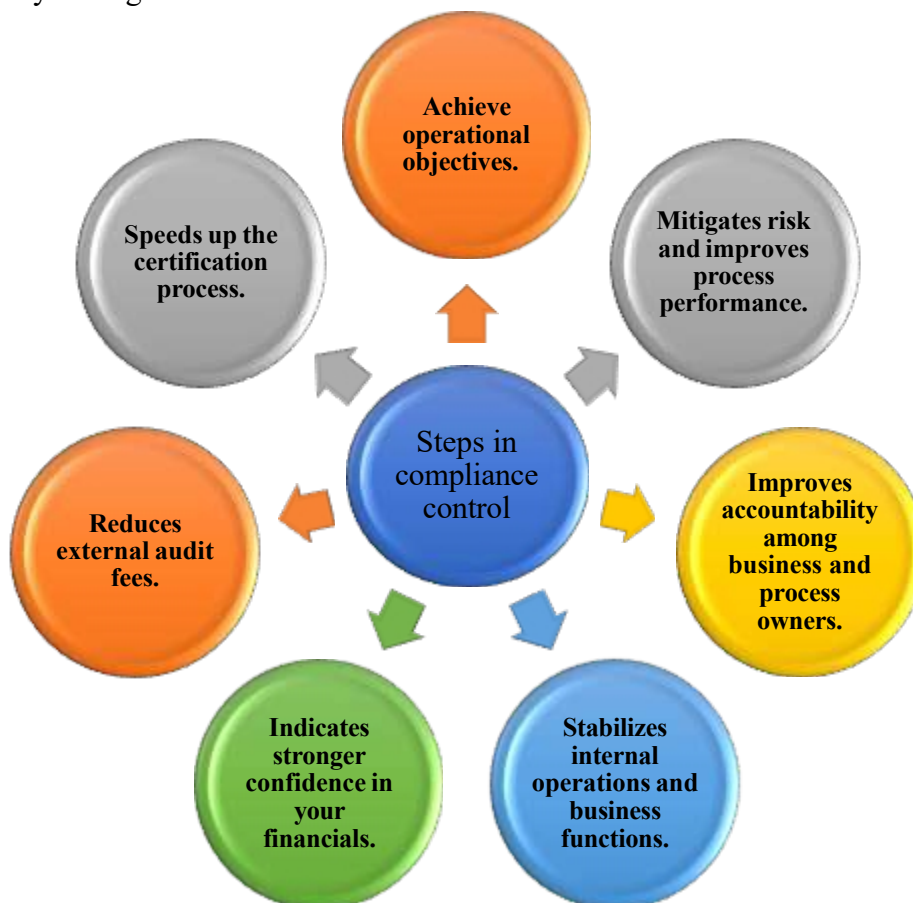 Achieve
operational
objectives.
Mitigates risk
and improves
process
performance.
Improves
accountability
among
business and
process
owners.
Stabilizes
internal
operations and
business
functions.
Indicates
stronger
confidence in
your
financials.
Reduces
external audit
fees.
Speeds up the
certification
process.
Steps in
compliance
control